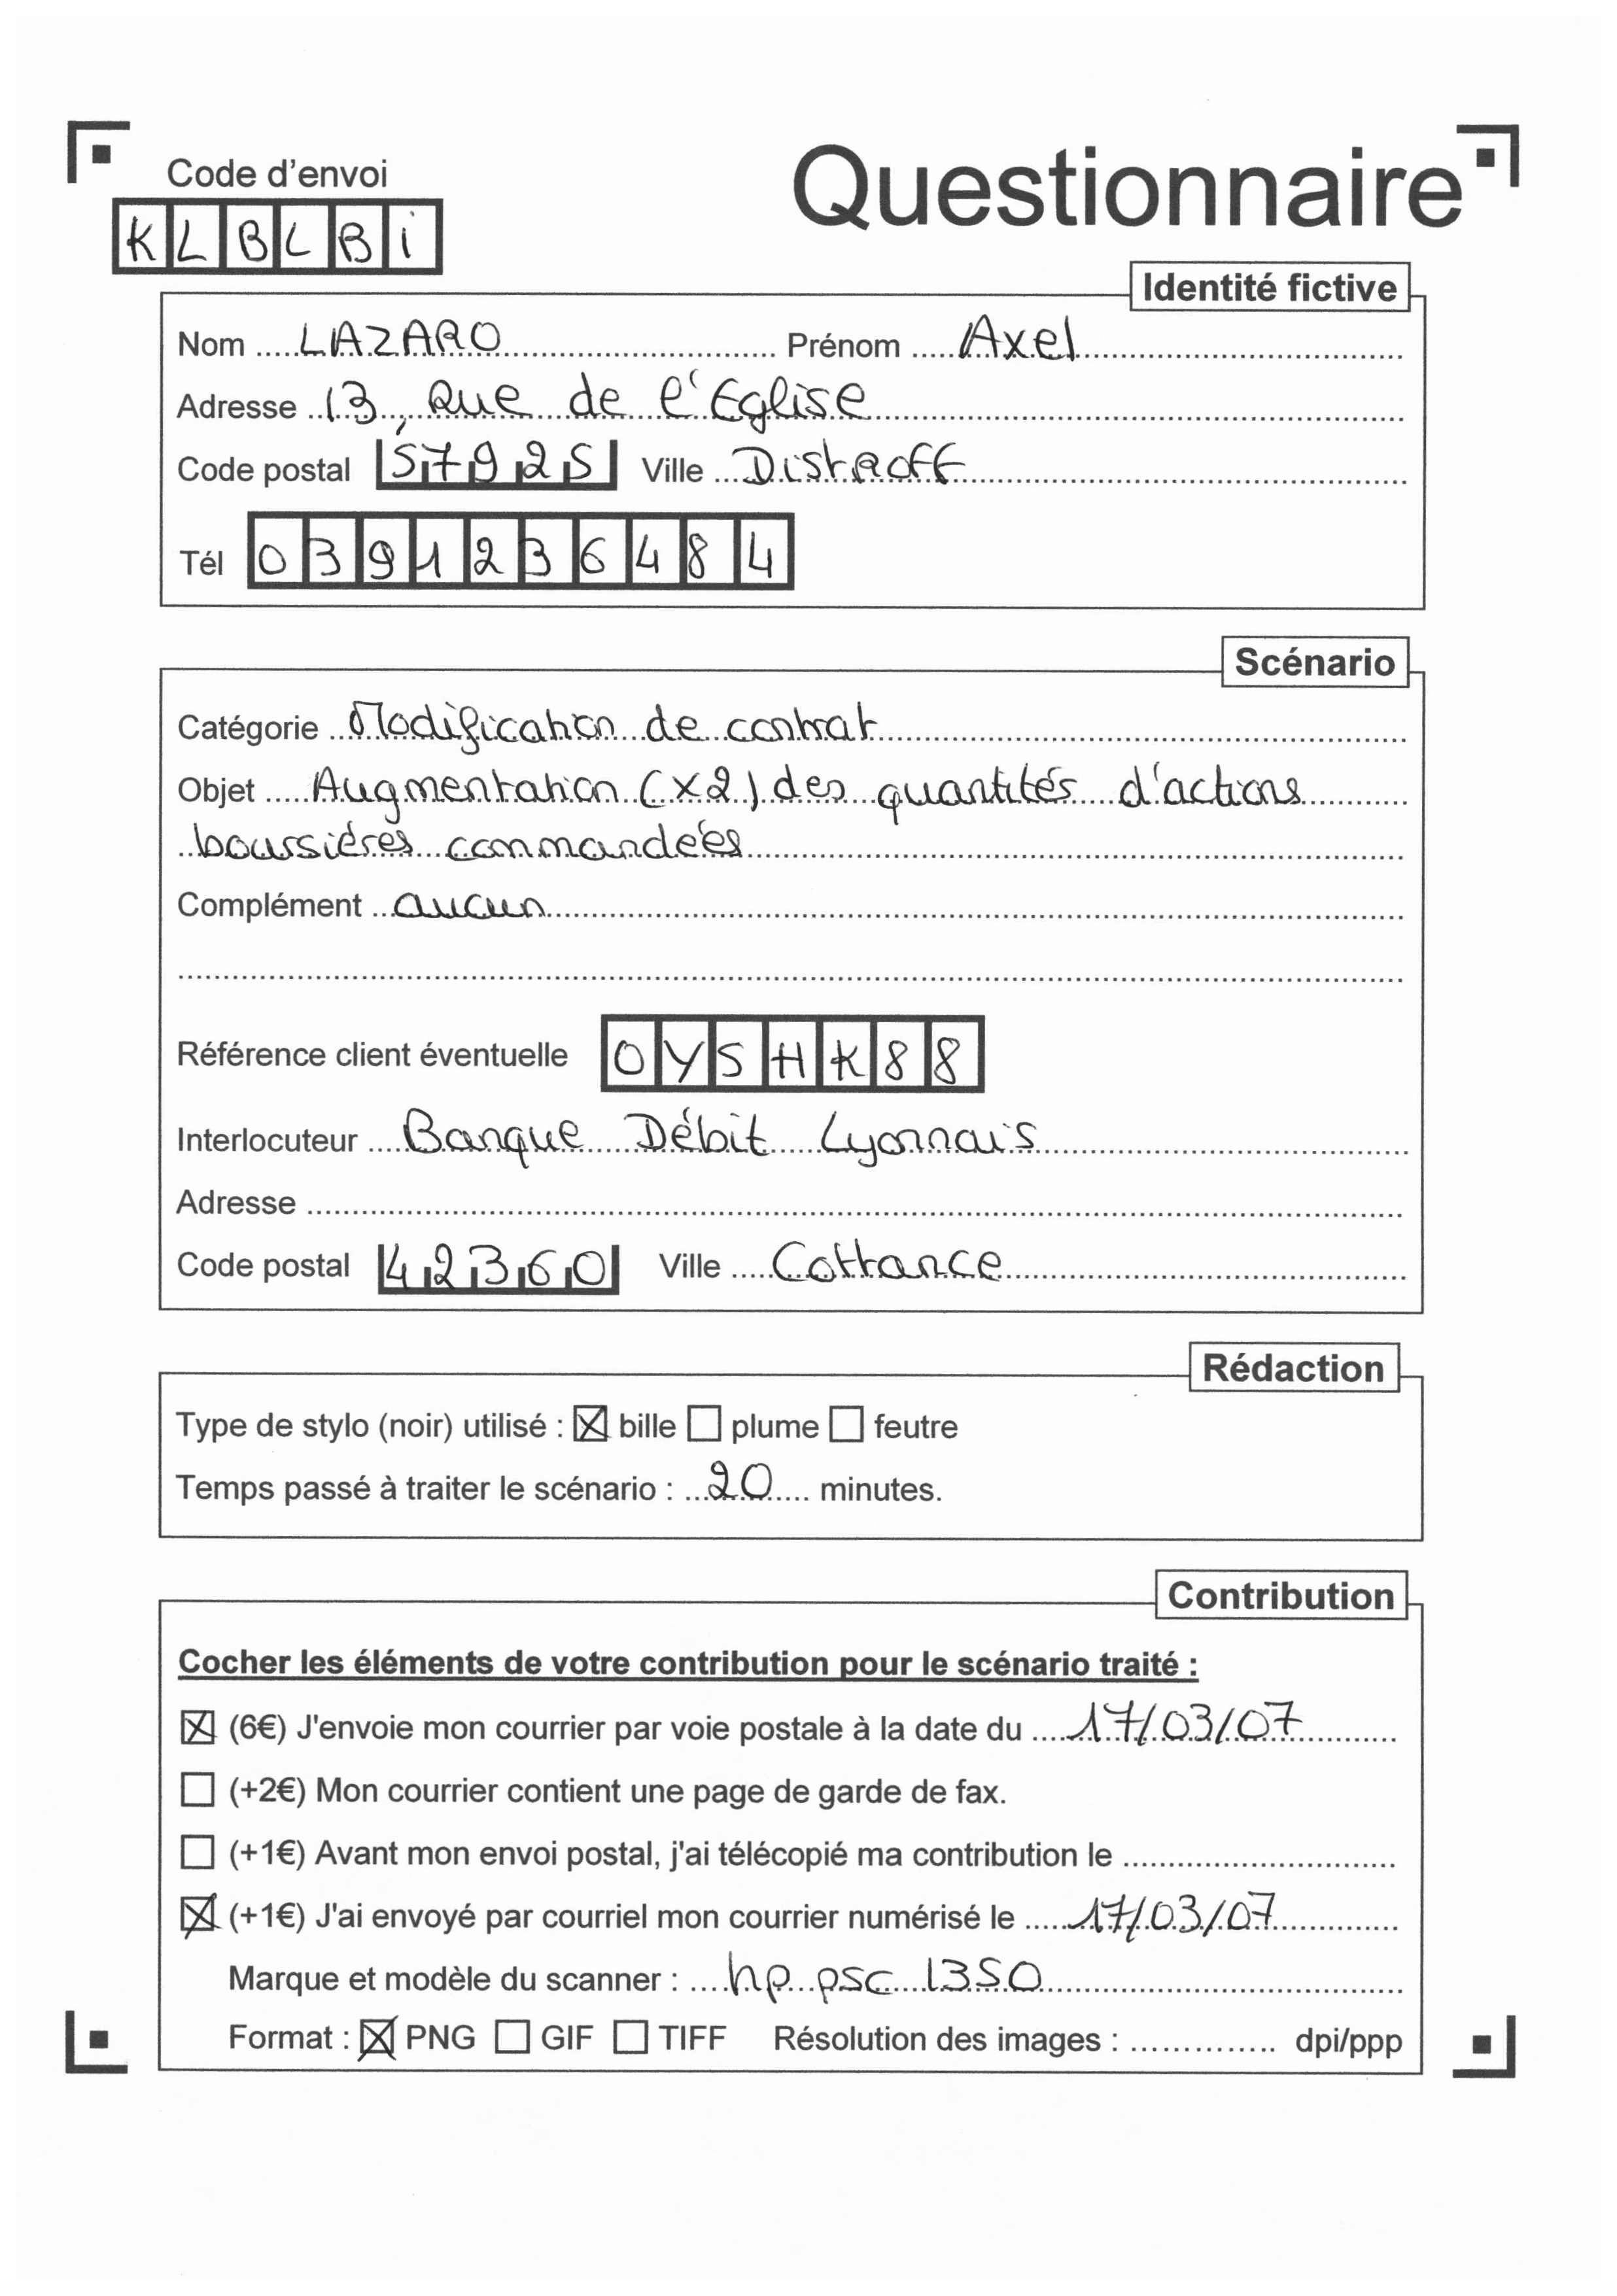 Code d'envoi
Questionnaire
KLBLBi
Identité fictive
Nom LAZARO Prénom Axel
Adresse 13, Rue de l'Eglise
Code postal 57925 Ville Distroff
Tél 0391236484
Scénario
Catégorie Modification de contrat
Objet Augmentation (x2) des quantités d'actions
boussières commandées
Complément aucun
Référence client éventuelle OYSHK88
Interlocuteur Banque Débit Lyonnais
Adresse
Code postal 42360 Ville Cottance
Rédaction
Type de stylo (noir) utilisé : ☒ bille ☐ plume ☐ feutre
Temps passé à traiter le scénario : 20 minutes.
Contribution
Cocher les éléments de votre contribution pour le scénario traité :
☒ (6€) J'envoie mon courrier par voie postale à la date du 17/03/07
☐ (+2€) Mon courrier contient une page de garde de fax.
☐ (+1€) Avant mon envoi postal, j'ai télécopié ma contribution le
☒ (+1€) J'ai envoyé par courriel mon courrier numérisé le 17/03/07
Marque et modèle du scanner : hp psc 1350
Format : ☒ PNG ☐ GIF ☐ TIFF Résolution des images : dpi/ppp